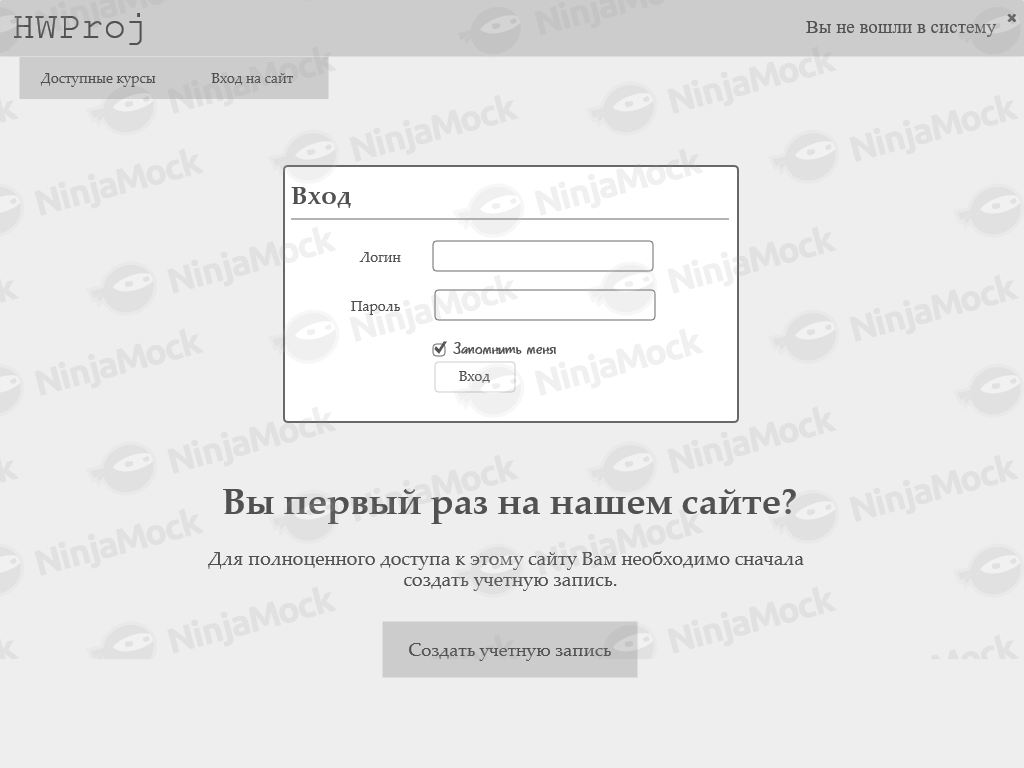 HWProj
Вы не вошли в систему
Доступные курсы
Вход на сайт
Вход
Логин
Пароль
Запомнить меня
Вход
Вы первый раз на нашем сайте?
Для полноценного доступа к этому сайту Вам необходимо сначала
создать учетную запись.
Создать учетную запись
NinjaMock